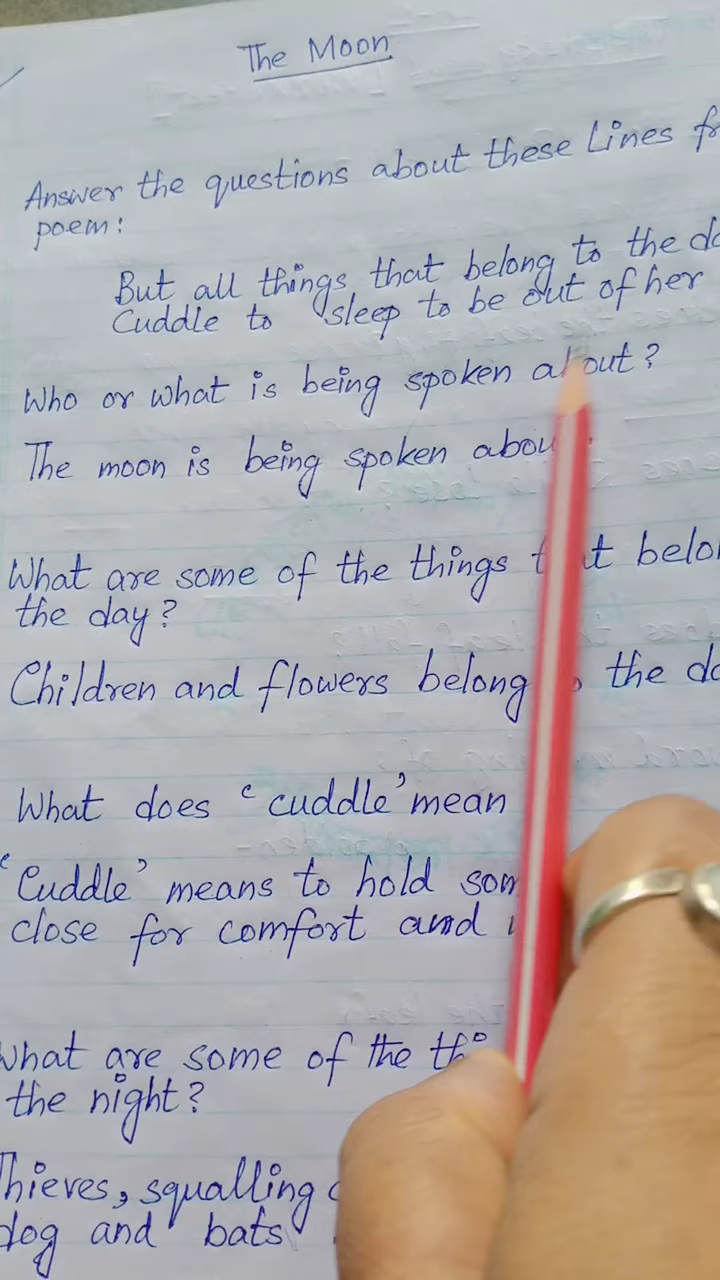 The Moon
Answer the questions about these Lines
poem:
But all things that belong to the
Cuddle to sleep to be out of her
Who or what is being spoken about?
The moon is being spoken
What are some of the things
the day?
Children and flowers belong the
What does 'cuddle' mean
'Cuddle' means to hold
close for comfort and
What are some of the
the night?
Thieves, squalling
dog and bats